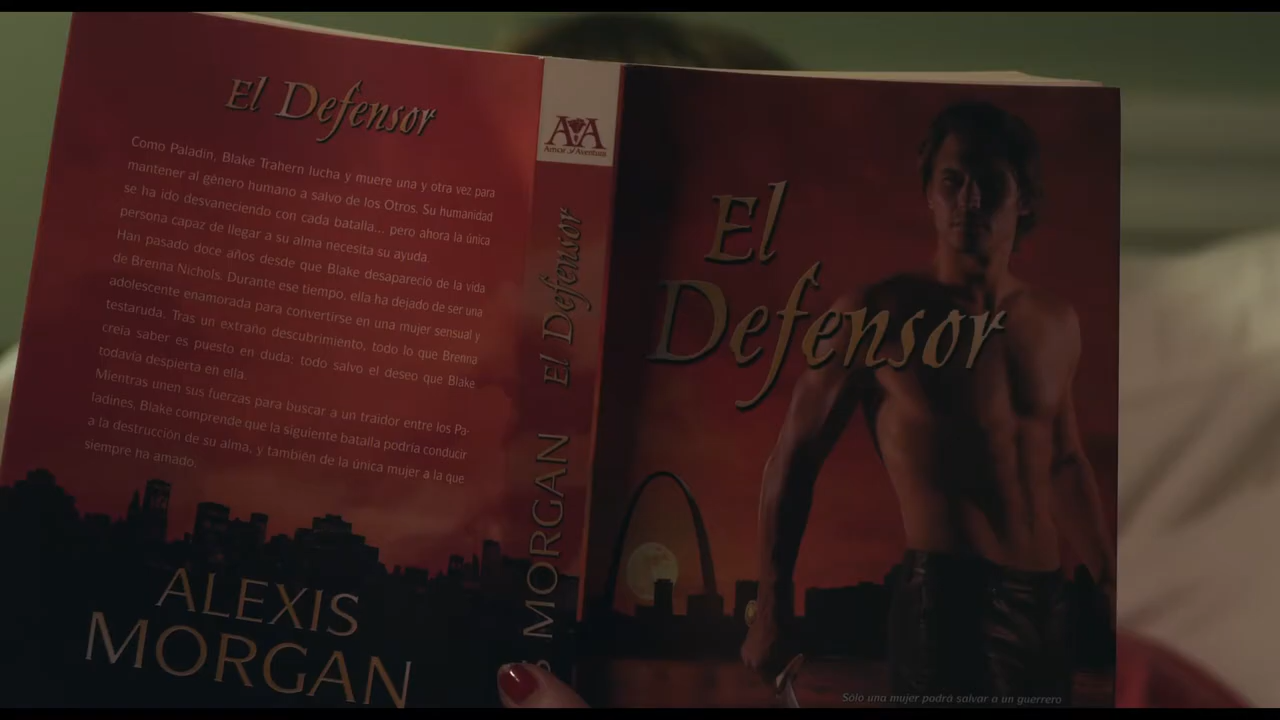 El Defensor
Como Paladín, Blake Trahern lucha y muere una y otra vez para
mantener al género humano a salvo de los Otros. Su humanidad
se ha ido desvaneciendo con cada batalla... pero ahora la única
persona capaz de llegar a su alma necesita su ayuda.
Han pasado doce años desde que Blake desapareció de la vida
de Brenna Nichols. Durante ese tiempo, ella ha dejado de ser una
adolescente enamorada para convertirse en una mujer sensual y
testaruda. Tras un extraño descubrimiento, todo lo que Brenna
creía saber es puesto en duda; todo salvo el deseo que Blake
todavía despierta en ella.
Mientras unen sus fuerzas para buscar a un traidor entre los Pa-
ladines, Blake comprende que la siguiente batalla podría conducir
a la destrucción de su alma, y también de la única mujer a la que
siempre ha amado.
ALEXIS
MORGAN
AA
Amor y Aventura
El Defensor
S MORGAN
El
Defensor
Sólo una mujer podrá salvar a un guerrero